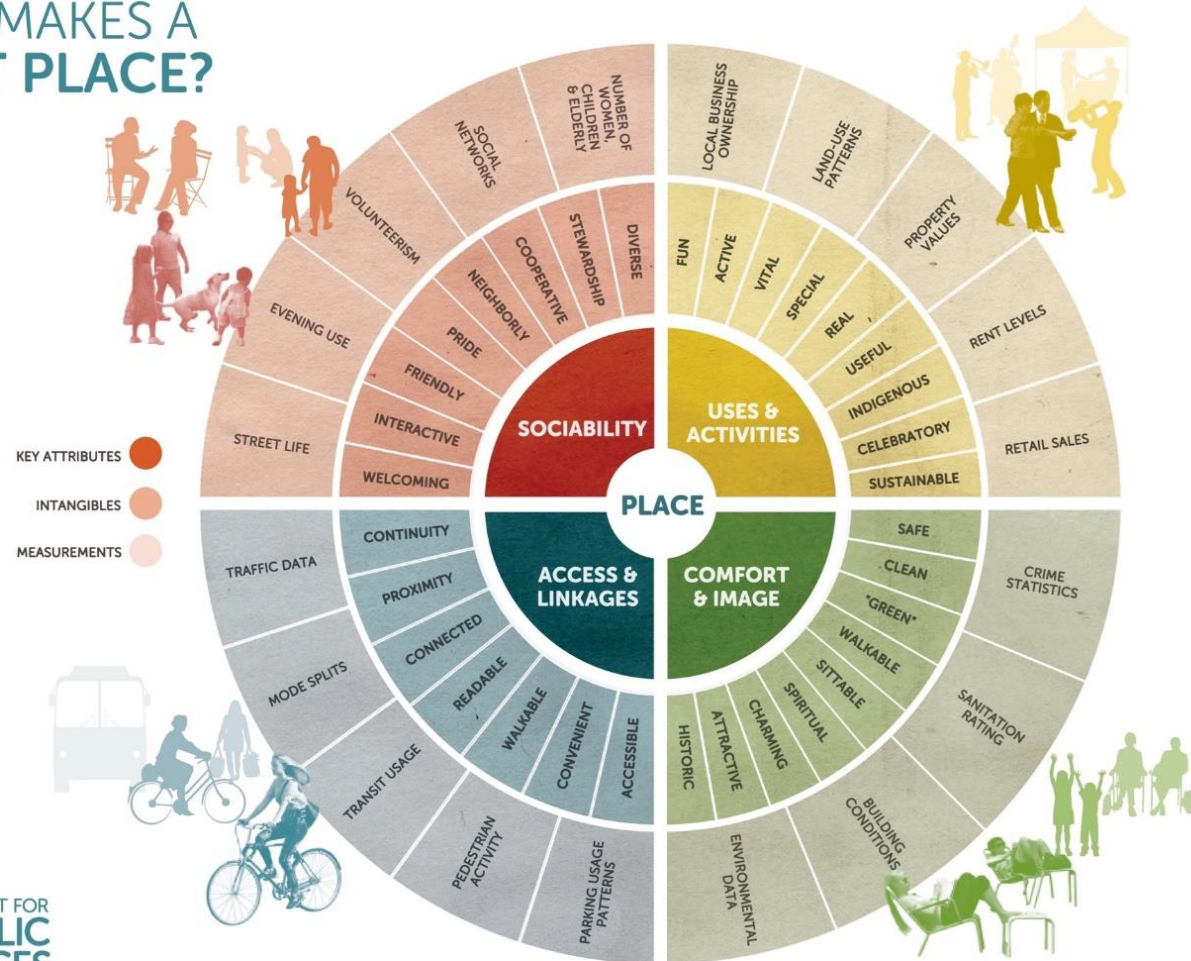 MAKES A
PLACE?
KEY ATTRIBUTES
INTANGIBLES
MEASUREMENTS
PLACE
SOCIABILITY
USES &
ACTIVITIES
ACCESS &
LINKAGES
COMFORT
& IMAGE
WELCOMING
INTERACTIVE
FRIENDLY
PRIDE
NEIGHBORLY
COOPERATIVE
STEWARDSHIP
DIVERSE
FUN
ACTIVE
VITAL
SPECIAL
REAL
USEFUL
INDIGENOUS
CELEBRATORY
SUSTAINABLE
SAFE
CLEAN
"GREEN"
WALKABLE
SITTABLE
SPIRITUAL
CHARMING
ATTRACTIVE
HISTORIC
ACCESSIBLE
CONVENIENT
WALKABLE
READABLE
CONNECTED
PROXIMITY
CONTINUITY
STREET LIFE
EVENING USE
VOLUNTEERISM
SOCIAL
NETWORKS
NUMBER OF
WOMEN,
CHILDREN
& ELDERLY
LOCAL BUSINESS
OWNERSHIP
LAND-USE
PATTERNS
PROPERTY
VALUES
RENT LEVELS
RETAIL SALES
CRIME
STATISTICS
SANITATION
RATING
BUILDING
CONDITIONS
ENVIRONMENTAL
DATA
PARKING USAGE
PATTERNS
PEDESTRIAN
ACTIVITY
TRANSIT USAGE
MODE SPLITS
TRAFFIC DATA
T FOR
LIC